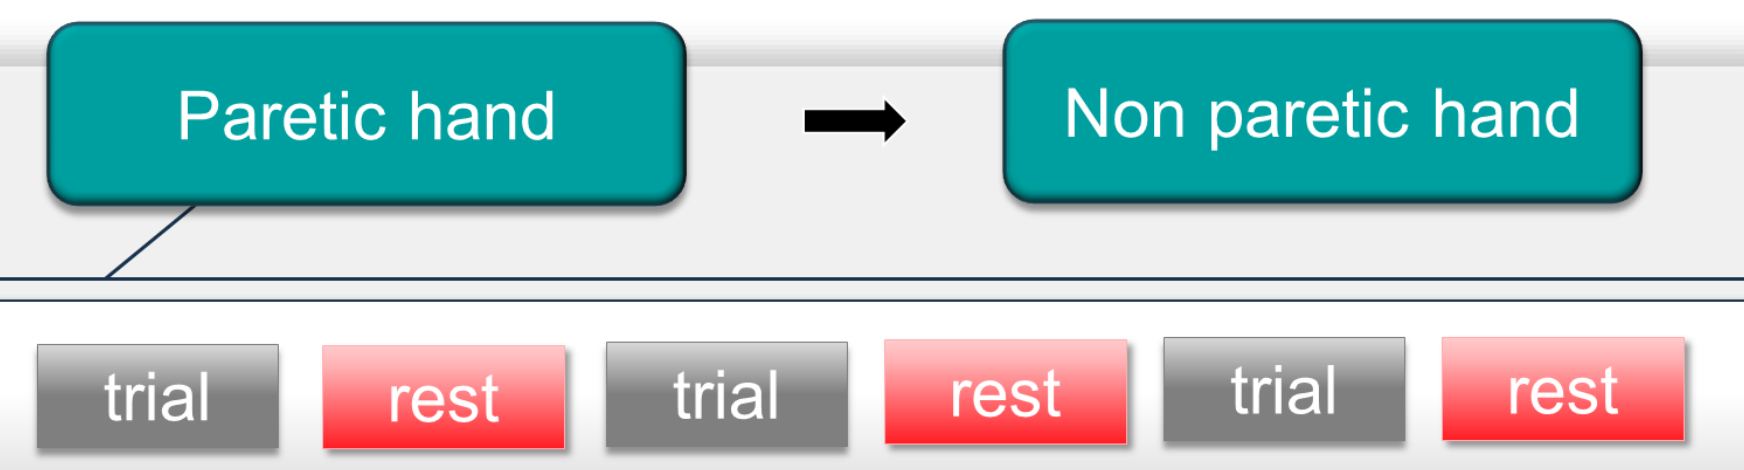 Paretic hand
Non paretic hand
trial
rest
trial
rest
trial
rest